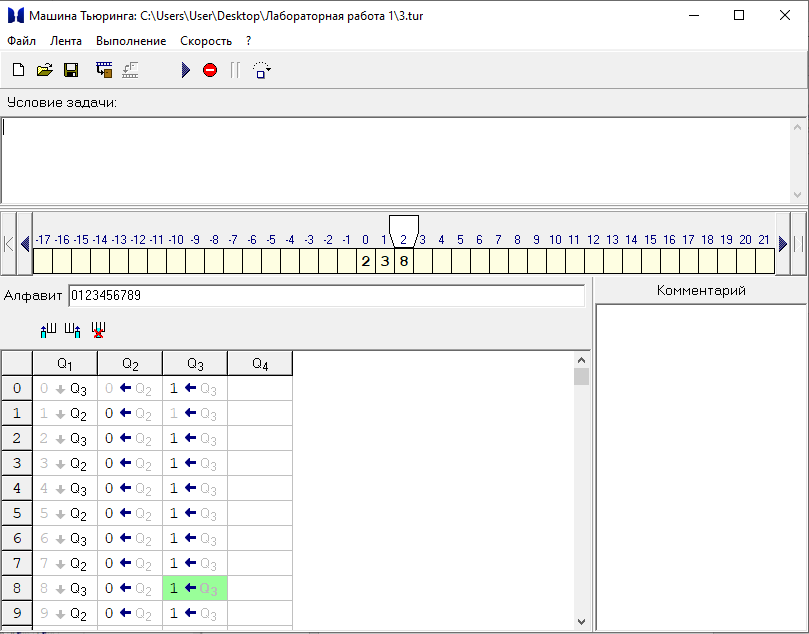 Машина Тьюринга: C:\Users\User\Desktop\Лабораторная работа 1\3.tur
Файл Лента Выполнение Скорость ?
Условие задачи:
-17 -16 -15 -14 -13 -12 -11 -10 -9 -8 -7 -6 -5 -4 -3 -2 -1 0 1 2 3 4 5 6 7 8 9 10 11 12 13 14 15 16 17 18 19 20 21
2 3 8
Алфавит 0123456789
Комментарий
Q1 Q2 Q3 Q4
0 0 Q3 0 ← Q2 1 ← Q3
1 1 Q2 0 ← Q2 1 ← Q3
2 2 Q3 0 ← Q2 1 ← Q3
3 3 Q2 0 ← Q2 1 ← Q3
4 4 Q3 0 ← Q2 1 ← Q3
5 5 Q2 0 ← Q2 1 ← Q3
6 6 Q3 0 ← Q2 1 ← Q3
7 7 Q2 0 ← Q2 1 ← Q3
8 8 Q3 0 ← Q2 1 ← Q3
9 9 Q2 0 ← Q2 1 ← Q3